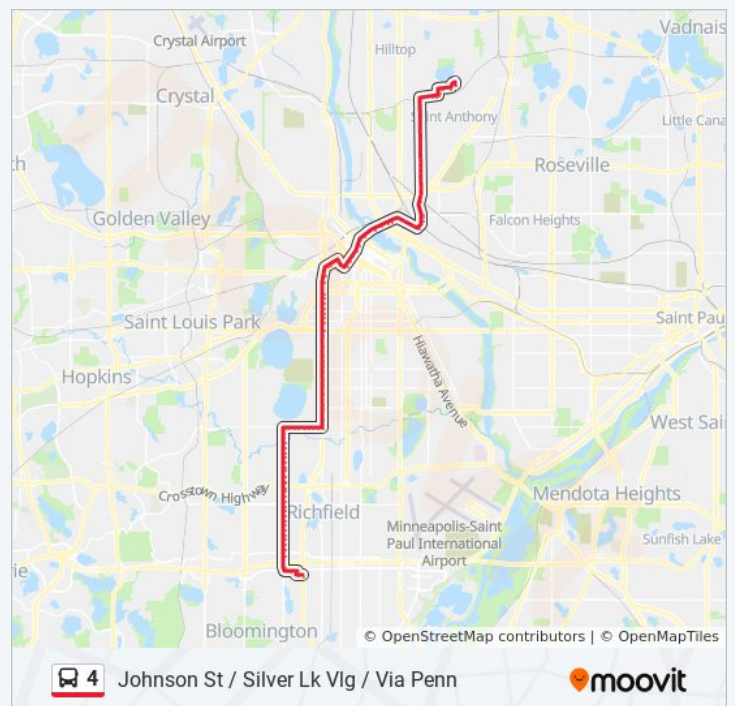 Vadnais
Crystal Airport
Hilltop
Crystal
Saint Anthony
Little Cana
th
Roseville
Golden Valley
Falcon Heights
Saint Louis Park
Saint Pau
Hopkins
Hiawatha Avenue
West Sai
Crosstown Highway
Mendota Heights
Richfield
Minneapolis-Saint
Paul International
Airport
Sunfish Lake
rie
Bloomington
© OpenStreetMap contributors | © OpenMapTiles
4 Johnson St / Silver Lk Vlg / Via Penn
moovit